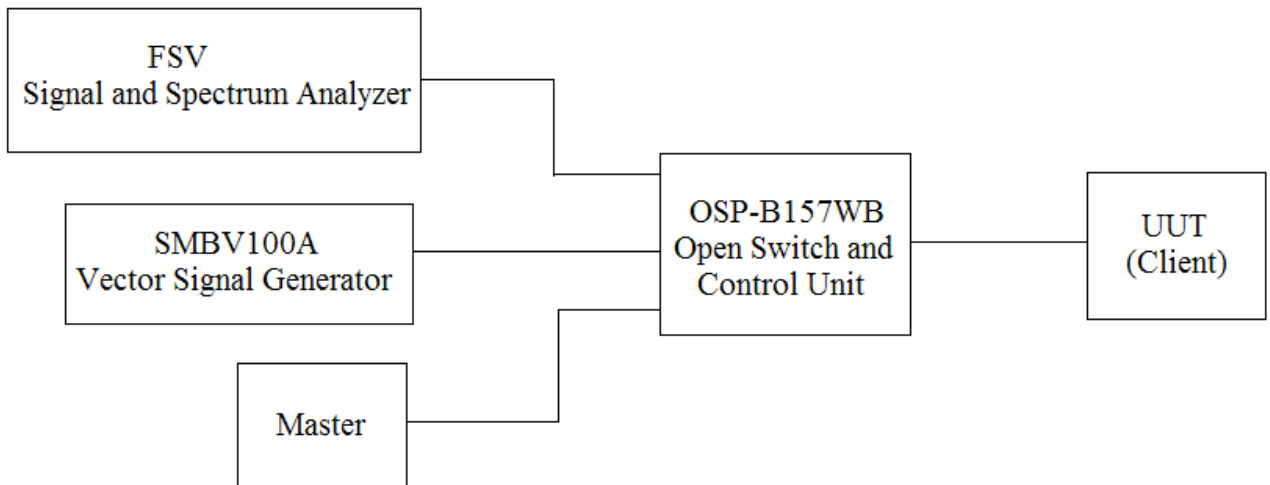 FSV
Signal and Spectrum Analyzer
SMBV100A
Vector Signal Generator
Master
OSP-B157WB
Open Switch and
Control Unit
UUT
(Client)